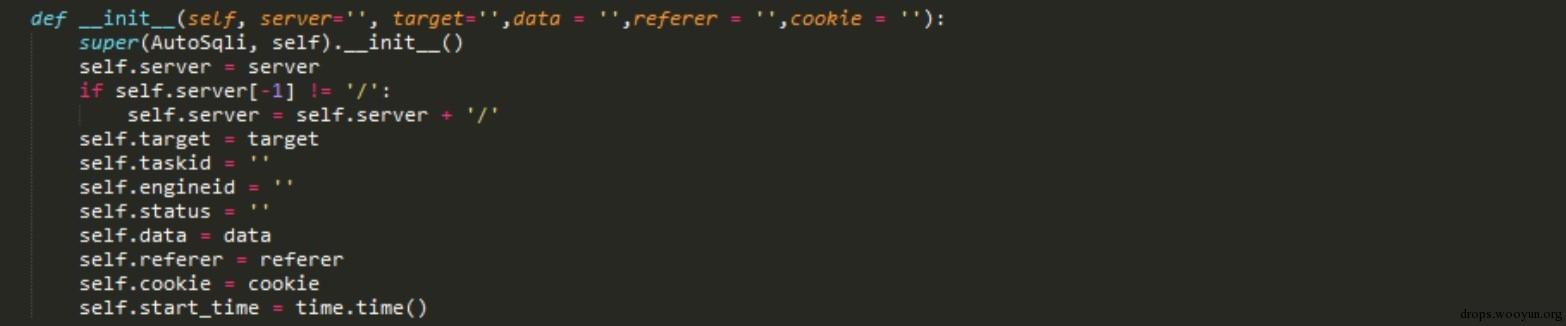 def __init__(self, server='', target='',data = '',referer = '',cookie = ''):
    super(AutoSqli, self).__init__()
    self.server = server
    if self.server[-1] != '/':
        self.server = self.server + '/'
    self.target = target
    self.taskid = ''
    self.engineid = ''
    self.status = ''
    self.data = data
    self.referer = referer
    self.cookie = cookie
    self.start_time = time.time()
drops.wooyun.org